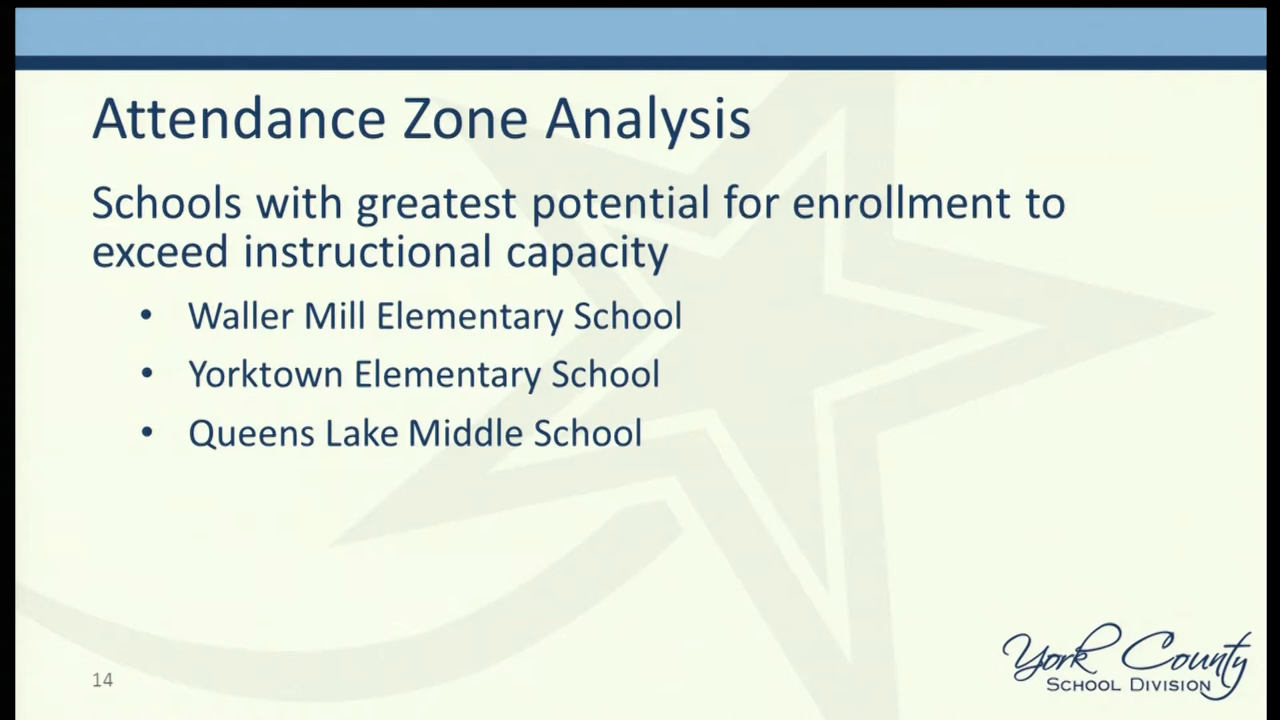 Attendance Zone Analysis
Schools with greatest potential for enrollment to
exceed instructional capacity
• Waller Mill Elementary School
• Yorktown Elementary School
• Queens Lake Middle School
14
York County
SCHOOL DIVISION